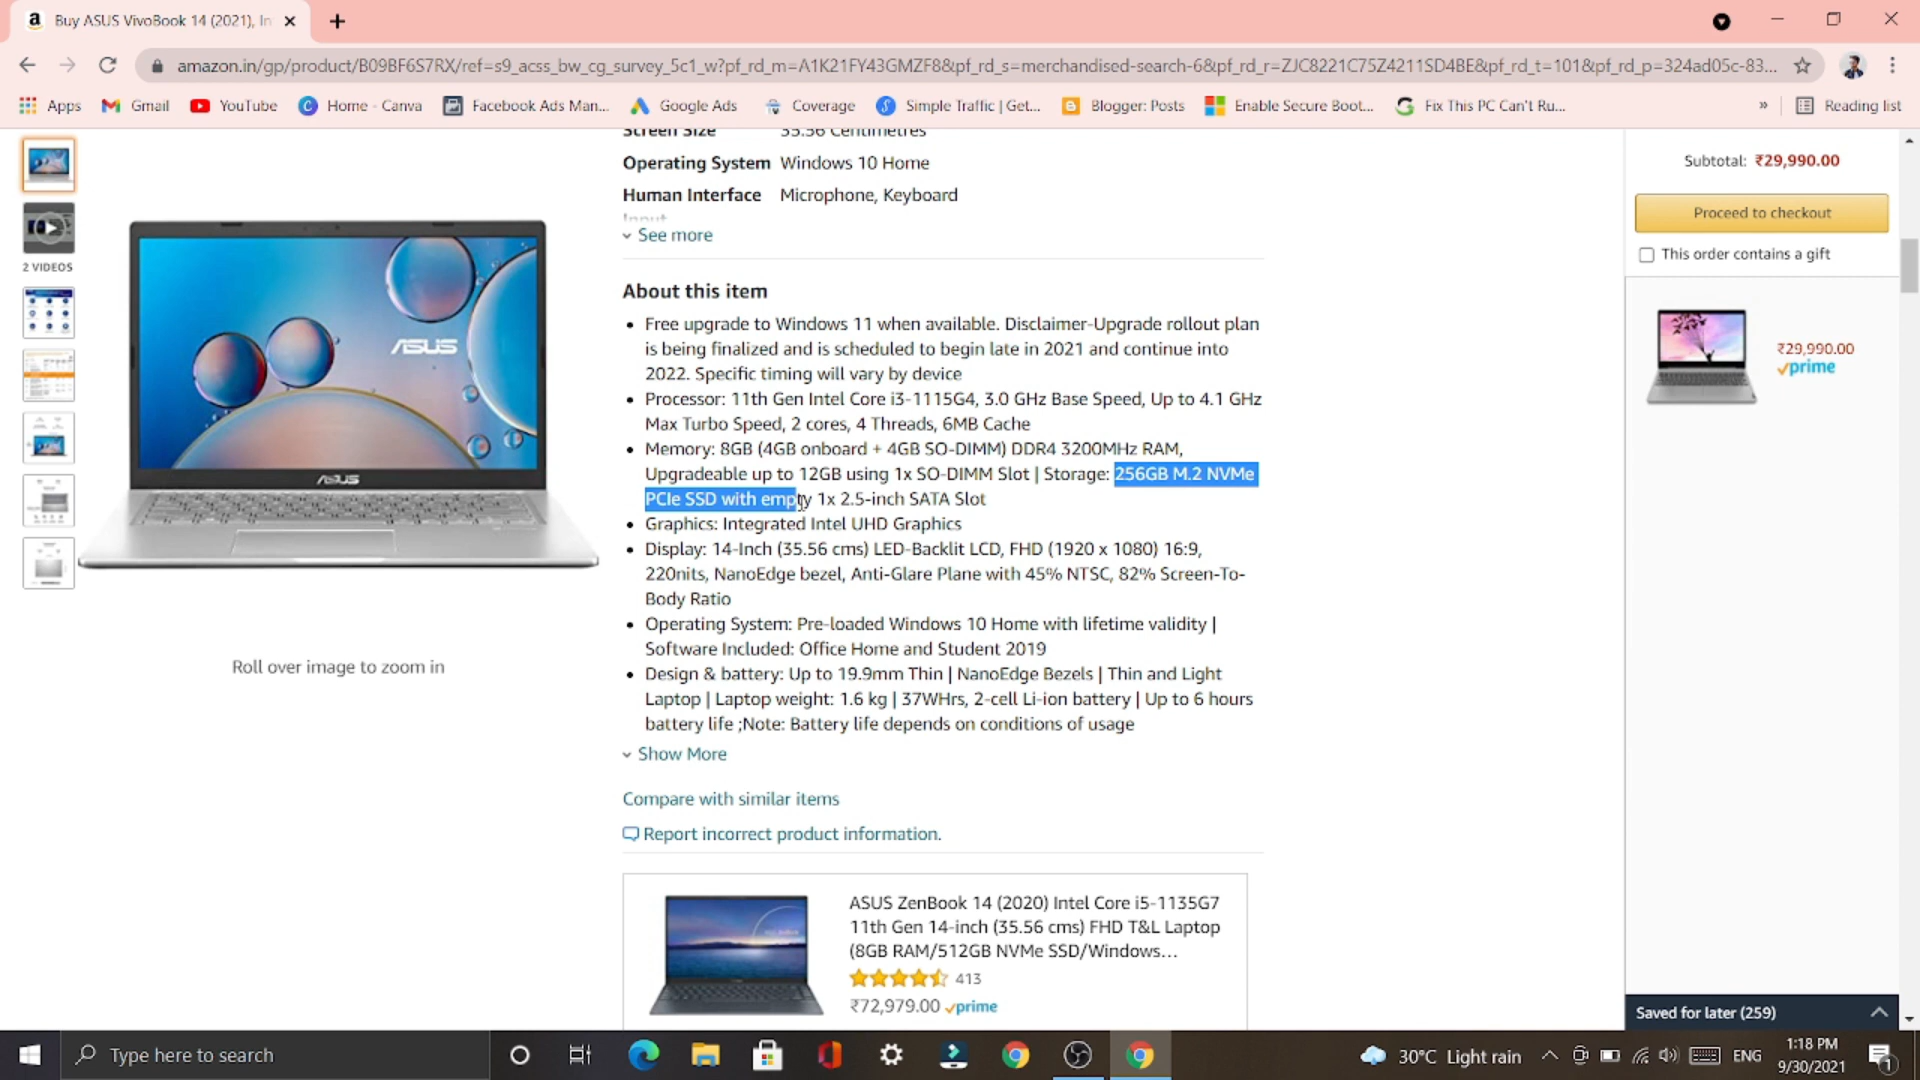 Buy ASUS VivoBook 14 (2021), In
amazon.in/gp/product/B09BF6S7RX/ref=s9_acss_bw_cg_survey_5c1_w?pf_rd_m=A1K21FY43GMZF8&pf_rd_s=merchandised-search-6&pf_rd_r=ZJC8221C75Z4211SD4BE&pf_rd_t=101&pf_rd_p=324ad05c-83...
Apps Gmail YouTube Home - Canva Facebook Ads Man... Google Ads Coverage Simple Traffic | Get... Blogger: Posts Enable Secure Boot... Fix This PC Can't Ru... » Reading list
Screen Size 35.56 Centimetres
Operating System Windows 10 Home
Human Interface Microphone, Keyboard
Input
See more
2 VIDEOS
ASUS
ASUS
Roll over image to zoom in
About this item
• Free upgrade to Windows 11 when available. Disclaimer-Upgrade rollout plan
is being finalized and is scheduled to begin late in 2021 and continue into
2022. Specific timing will vary by device
• Processor: 11th Gen Intel Core i3-1115G4, 3.0 GHz Base Speed, Up to 4.1 GHz
Max Turbo Speed, 2 cores, 4 Threads, 6MB Cache
• Memory: 8GB (4GB onboard + 4GB SO-DIMM) DDR4 3200MHz RAM,
Upgradeable up to 12GB using 1x SO-DIMM Slot | Storage: 256GB M.2 NVMe
PCIe SSD with empty 1x 2.5-inch SATA Slot
• Graphics: Integrated Intel UHD Graphics
• Display: 14-Inch (35.56 cms) LED-Backlit LCD, FHD (1920 x 1080) 16:9,
220nits, NanoEdge bezel, Anti-Glare Plane with 45% NTSC, 82% Screen-To-
Body Ratio
• Operating System: Pre-loaded Windows 10 Home with lifetime validity |
Software Included: Office Home and Student 2019
• Design & battery: Up to 19.9mm Thin | NanoEdge Bezels | Thin and Light
Laptop | Laptop weight: 1.6 kg | 37WHrs, 2-cell Li-ion battery | Up to 6 hours
battery life ;Note: Battery life depends on conditions of usage
Show More
Compare with similar items
Report incorrect product information.
ASUS ZenBook 14 (2020) Intel Core i5-1135G7
11th Gen 14-inch (35.56 cms) FHD T&L Laptop
(8GB RAM/512GB NVMe SSD/Windows...
413
₹72,979.00 prime
Subtotal: ₹29,990.00
Proceed to checkout
This order contains a gift
₹29,990.00
prime
Saved for later (259)
Type here to search
30°C Light rain
ENG
1:18 PM
9/30/2021
1